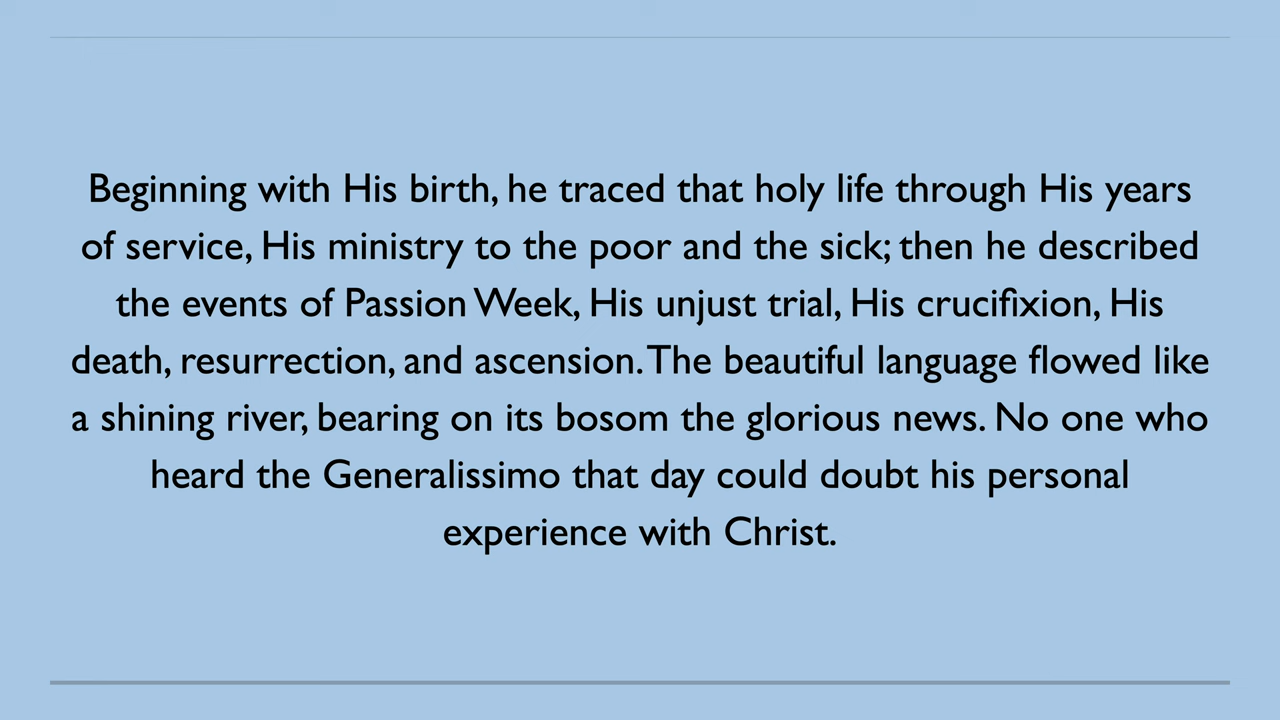 Beginning with His birth, he traced that holy life through His years
of service, His ministry to the poor and the sick; then he described
the events of Passion Week, His unjust trial, His crucifixion, His
death, resurrection, and ascension. The beautiful language flowed like
a shining river, bearing on its bosom the glorious news. No one who
heard the Generalissimo that day could doubt his personal
experience with Christ.